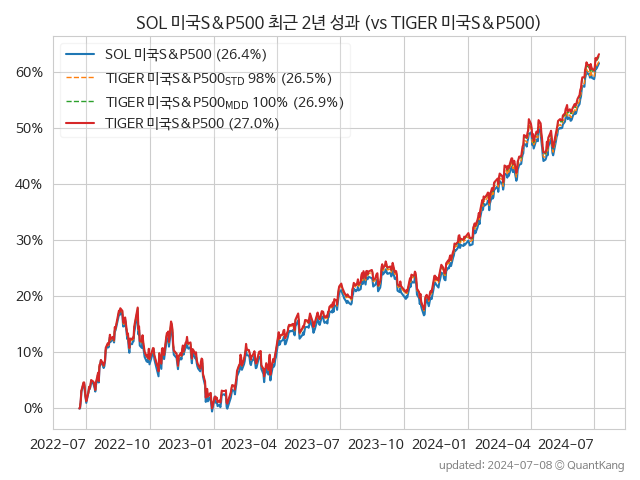 SOL 미국S&P500 최근 2년 성과 (vs TIGER 미국S&P500)
SOL 미국S&P500 (26.4%)
TIGER 미국S&P500STD 98% (26.5%)
TIGER 미국S&P500MDD 100% (26.9%)
TIGER 미국S&P500 (27.0%)
60%
50%
40%
30%
20%
10%
0%
2022-07 2022-10 2023-01 2023-04 2023-07 2023-10 2024-01 2024-04 2024-07
updated: 2024-07-08 © QuantKang